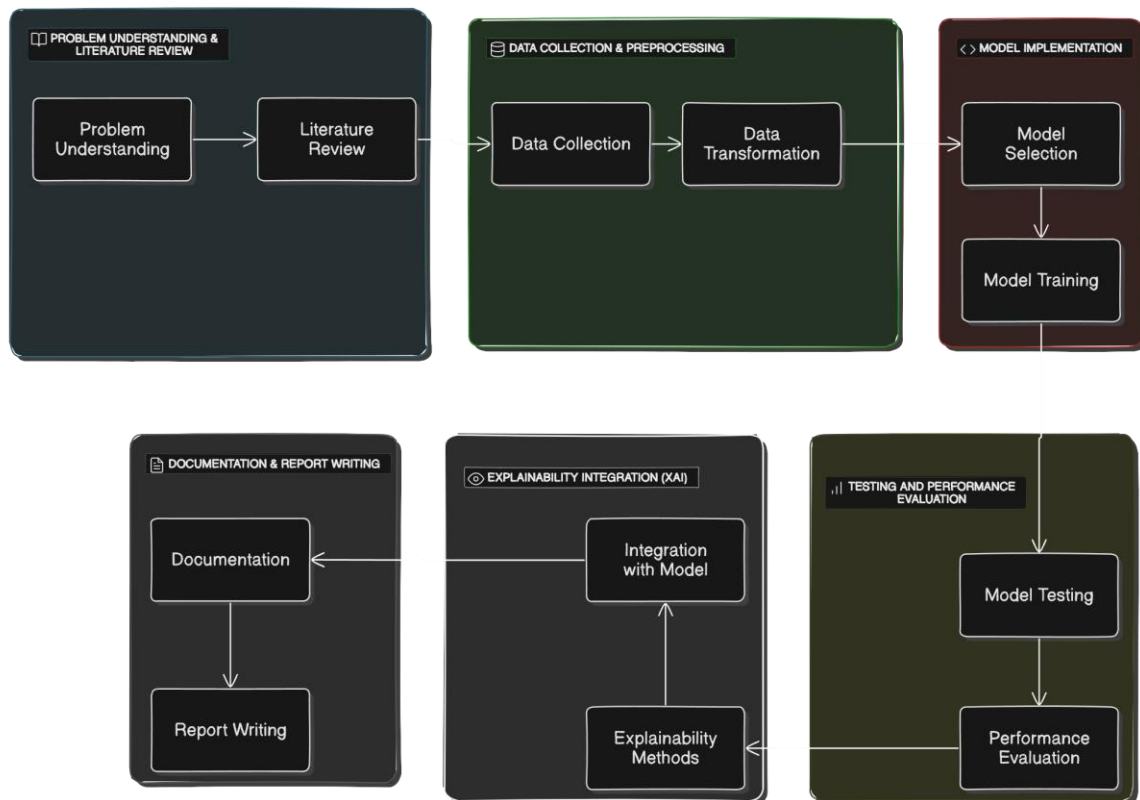 PROBLEM UNDERSTANDING &
LITERATURE REVIEW
Problem
Understanding
Literature
Review
DATA COLLECTION & PREPROCESSING
Data Collection
Data
Transformation
MODEL IMPLEMENTATION
Model
Selection
Model Training
DOCUMENTATION & REPORT WRITING
Documentation
Report Writing
EXPLAINABILITY INTEGRATION (XAI)
Integration
with Model
Explainability
Methods
TESTING AND PERFORMANCE
EVALUATION
Model Testing
Performance
Evaluation